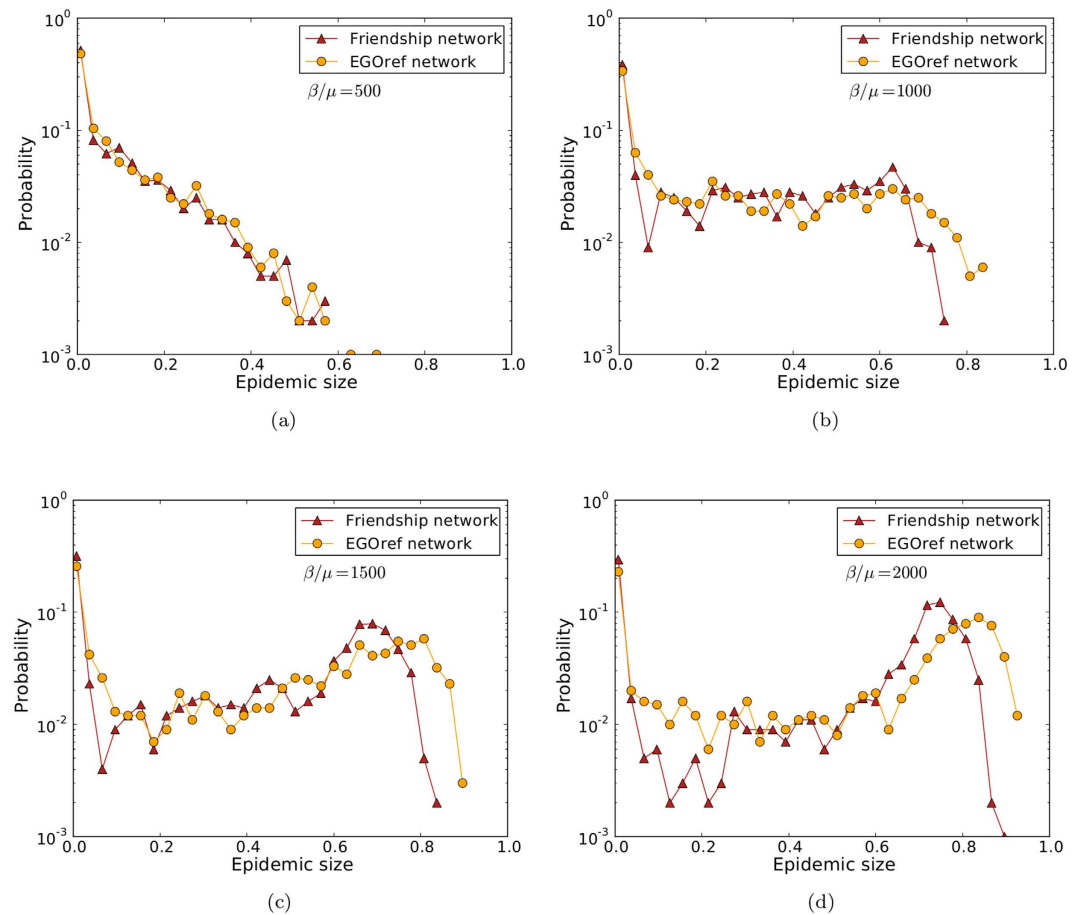 10^0
10^-1
10^-2
10^-3
Probability
0.0 0.2 0.4 0.6 0.8 1.0
Epidemic size
Friendship network
EGOref network
β/μ=500
(a)
10^0
10^-1
10^-2
10^-3
Probability
0.0 0.2 0.4 0.6 0.8 1.0
Epidemic size
Friendship network
EGOref network
β/μ=1000
(b)
10^0
10^-1
10^-2
10^-3
Probability
0.0 0.2 0.4 0.6 0.8 1.0
Epidemic size
Friendship network
EGOref network
β/μ=1500
(c)
10^0
10^-1
10^-2
10^-3
Probability
0.0 0.2 0.4 0.6 0.8 1.0
Epidemic size
Friendship network
EGOref network
β/μ=2000
(d)